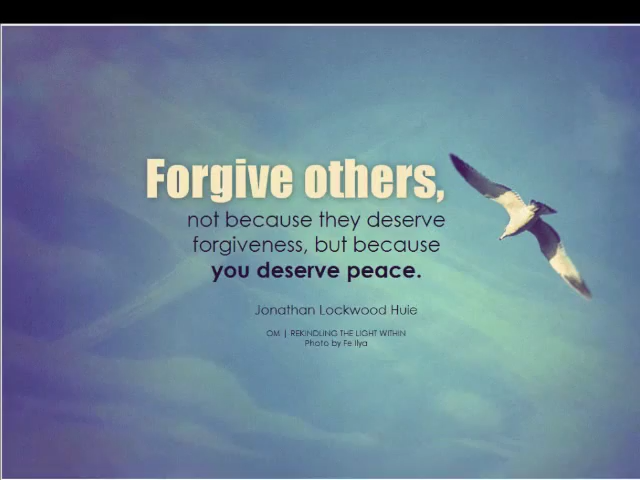 Forgive others,
not because they deserve
forgiveness, but because
you deserve peace.
Jonathan Lockwood Huie
OM | REKINDLING THE LIGHT WITHIN
Photo by Fe Ilya